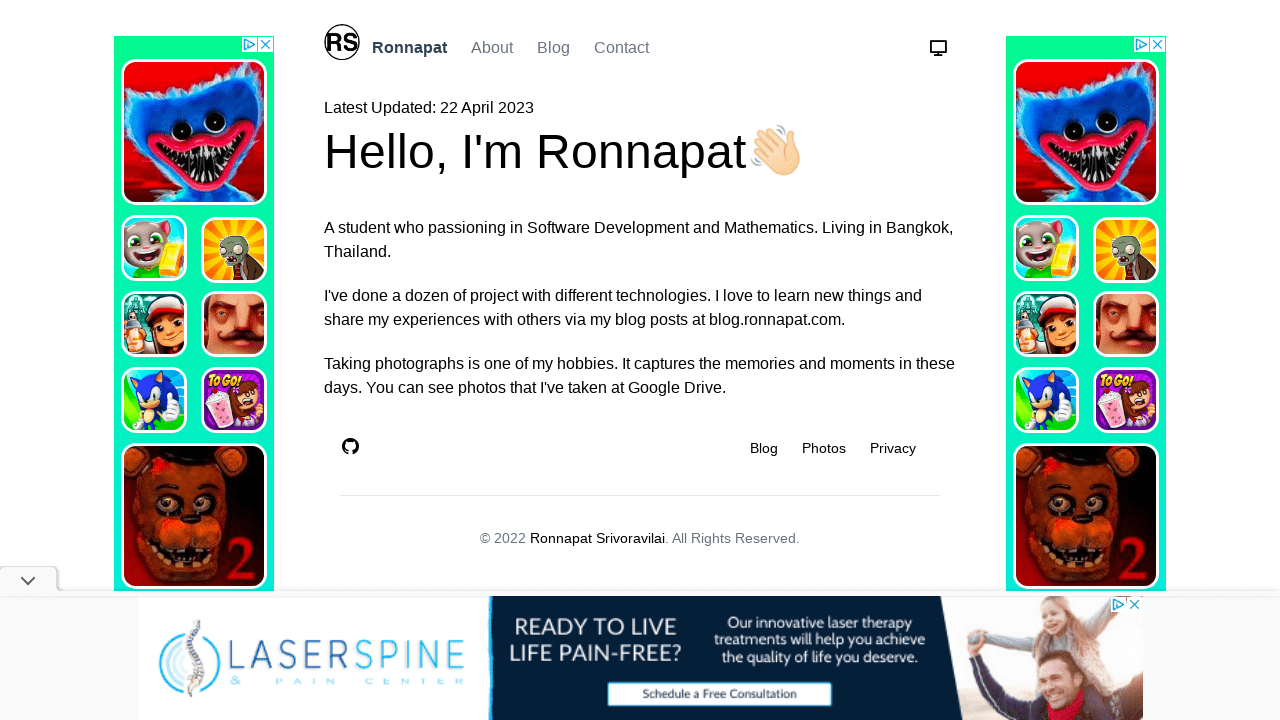 RS Ronnapat About Blog Contact
Latest Updated: 22 April 2023
Hello, I'm Ronnapat👋🏻
A student who passioning in Software Development and Mathematics. Living in Bangkok,
Thailand.
I've done a dozen of project with different technologies. I love to learn new things and
share my experiences with others via my blog posts at blog.ronnapat.com.
Taking photographs is one of my hobbies. It captures the memories and moments in these
days. You can see photos that I've taken at Google Drive.
Blog Photos Privacy
© 2022 Ronnapat Srivoravilai. All Rights Reserved.
TO GO!
2
TO GO!
2
LASERSPINE
& PAIN CENTER
READY TO LIVE
LIFE PAIN-FREE?
Our innovative laser therapy
treatments will help you achieve
the quality of life you deserve.
Schedule a Free Consultation